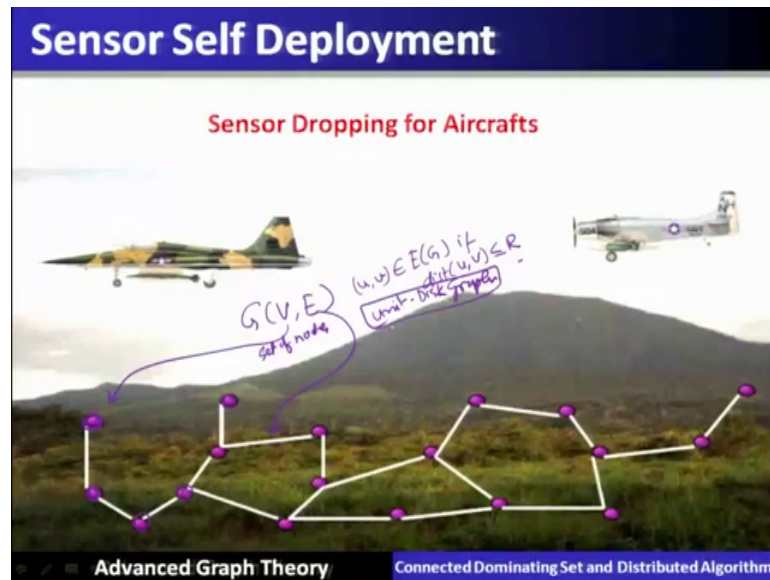 Sensor Self Deployment
Sensor Dropping for Aircrafts
(u,v) ∈ E(G) if
dist(u,v) ≤ R
G(V,E)
Unit-Disk Graph
set of nodes
Advanced Graph Theory
Connected Dominating Set and Distributed Algorithm